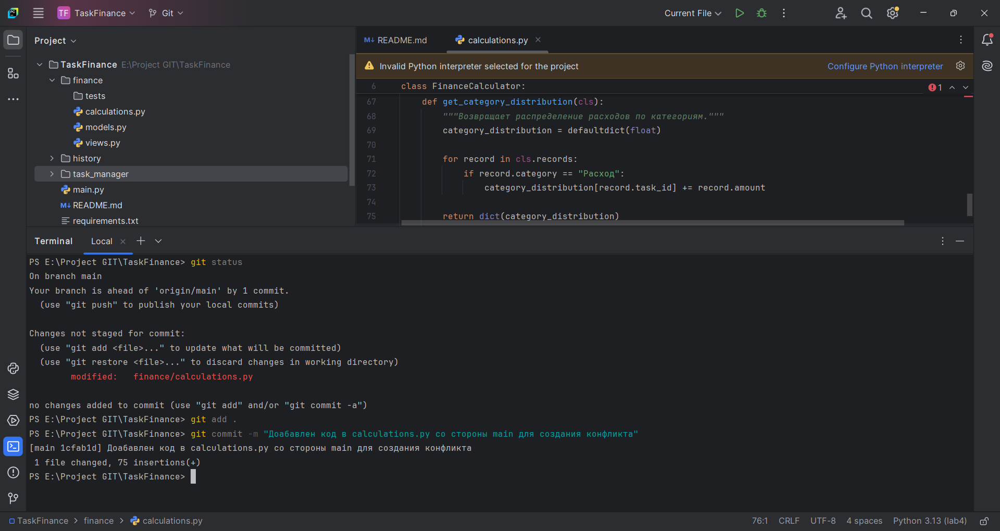 TF TaskFinance Git Current File
Project
README.md calculations.py
TaskFinance E:\Project GIT\TaskFinance
finance
tests
calculations.py
models.py
views.py
history
task_manager
main.py
README.md
requirements.txt
Invalid Python interpreter selected for the project Configure Python interpreter
6 class FinanceCalculator: 1
67 def get_category_distribution(cls):
68 """Возвращает распределение расходов по категориям."""
69 category_distribution = defaultdict(float)
70
71 for record in cls.records:
72 if record.category == "Расход":
73 category_distribution[record.task_id] += record.amount
74
75 return dict(category_distribution)
Terminal Local
PS E:\Project GIT\TaskFinance> git status
On branch main
Your branch is ahead of 'origin/main' by 1 commit.
(use "git push" to publish your local commits)
Changes not staged for commit:
(use "git add <file>..." to update what will be committed)
(use "git restore <file>..." to discard changes in working directory)
modified: finance/calculations.py
no changes added to commit (use "git add" and/or "git commit -a")
PS E:\Project GIT\TaskFinance> git add .
PS E:\Project GIT\TaskFinance> git commit -m "Доабавлен код в calculations.py со стороны main для создания конфликта"
[main 1cfab1d] Доабавлен код в calculations.py со стороны main для создания конфликта
1 file changed, 75 insertions(+)
PS E:\Project GIT\TaskFinance>
TaskFinance > finance > calculations.py 76:1 CRLF UTF-8 4 spaces Python 3.13 (lab4)